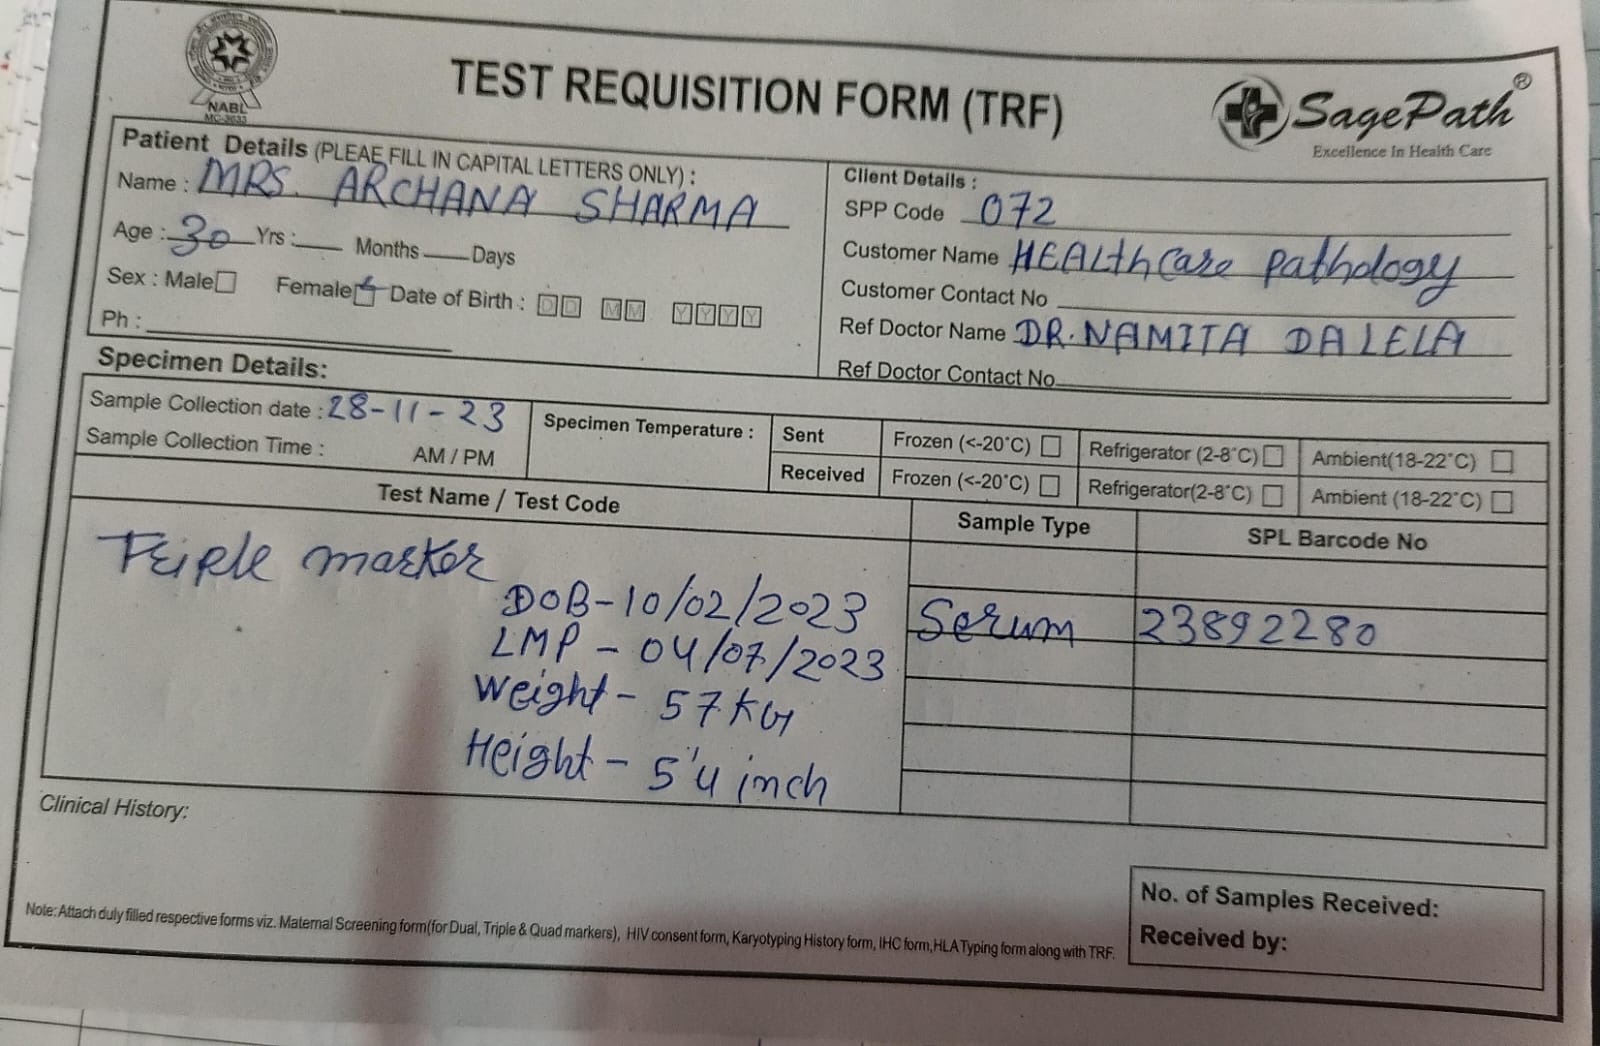 NABL
MC-3633
TEST REQUISITION FORM (TRF)
SagePath®
Excellence In Health Care
Patient Details (PLEAE FILL IN CAPITAL LETTERS ONLY) :
Name : MRS. ARCHANA SHARMA
Age : 30 Yrs : Months Days
Sex : Male Female Date of Birth : DD MM YYYY
Ph :
Client Details :
SPP Code 072
Customer Name HEALthcare pathology
Customer Contact No
Ref Doctor Name DR. NAMITA DALELA
Ref Doctor Contact No
Specimen Details:
Sample Collection date : 28-11-23
Sample Collection Time : AM / PM
Specimen Temperature :
Sent Frozen (<-20°C) Refrigerator (2-8°C) Ambient(18-22°C)
Received Frozen (<-20°C) Refrigerator(2-8°C) Ambient (18-22°C)
Test Name / Test Code Sample Type SPL Barcode No
Triple marker
DOB-10/02/2023 Serum 23892280
LMP - 04/07/2023
Weight - 57 KG
Height - 5'4 inch
Clinical History:
No. of Samples Received:
Received by:
Note: Attach duly filled respective forms viz. Maternal Screening form(for Dual, Triple & Quad markers), HIV consent form, Karyotyping History form, IHC form,HLA Typing form along with TRF.